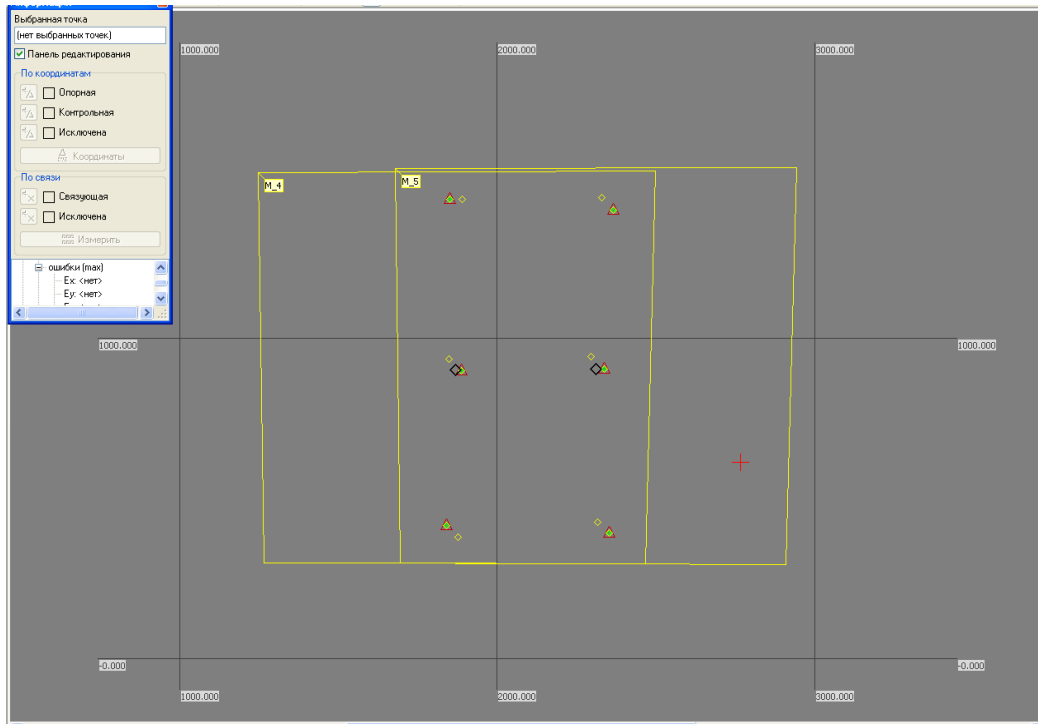 Информация
Выбранная точка
(нет выбранных точек)
Панель редактирования
По координатам
Опорная
Контрольная
Исключена
Координаты
По связи
Связующая
Исключена
Измерить
ошибки (max)
Ex: <нет>
Ey: <нет>
1000.000
2000.000
3000.000
M_4
M_5
1000.000
1000.000
-0.000
-0.000
1000.000
2000.000
3000.000